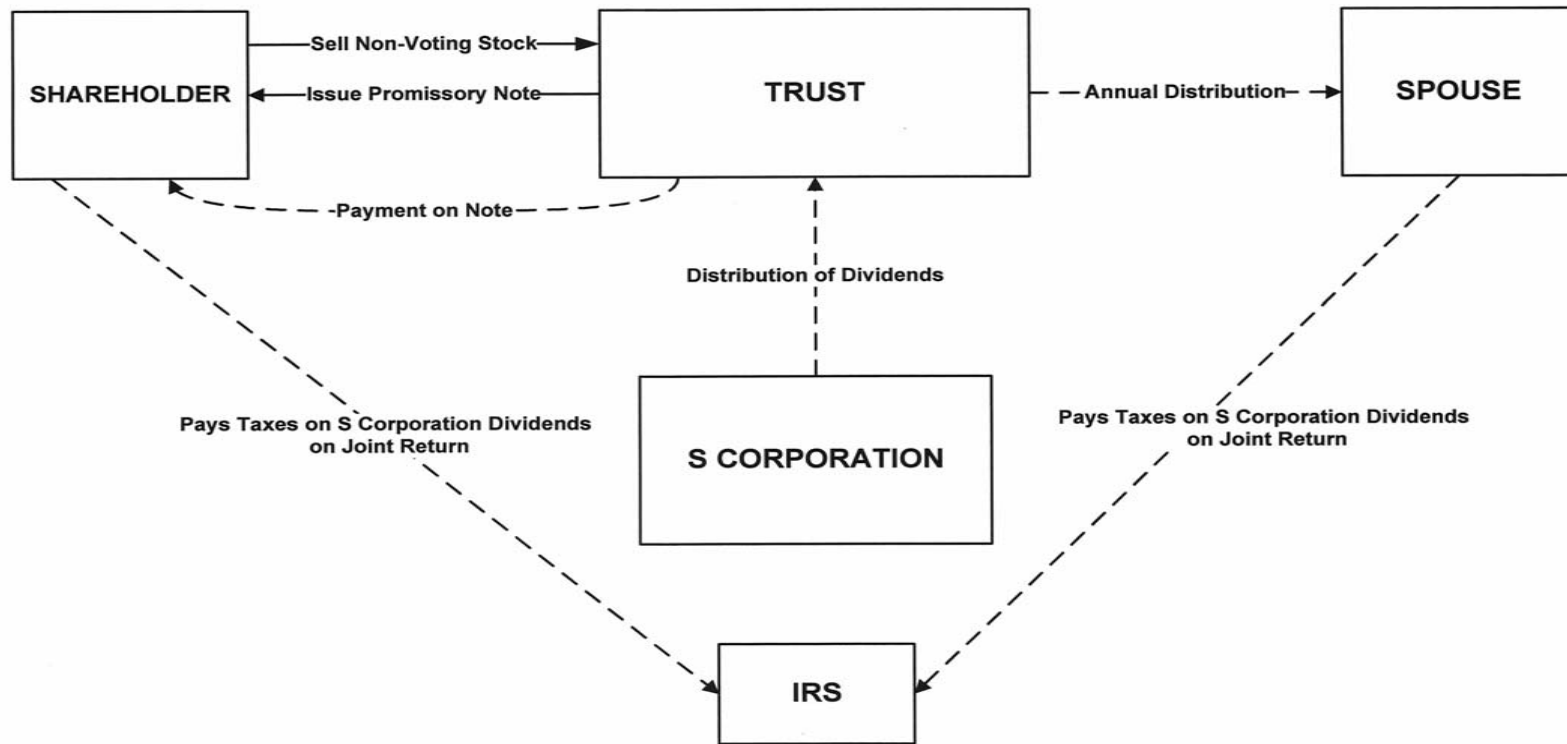 Sell Non-Voting Stock
SHAREHOLDER
Issue Promissory Note
TRUST
Annual Distribution
SPOUSE
Payment on Note
Distribution of Dividends
Pays Taxes on S Corporation Dividends
on Joint Return
S CORPORATION
Pays Taxes on S Corporation Dividends
on Joint Return
IRS